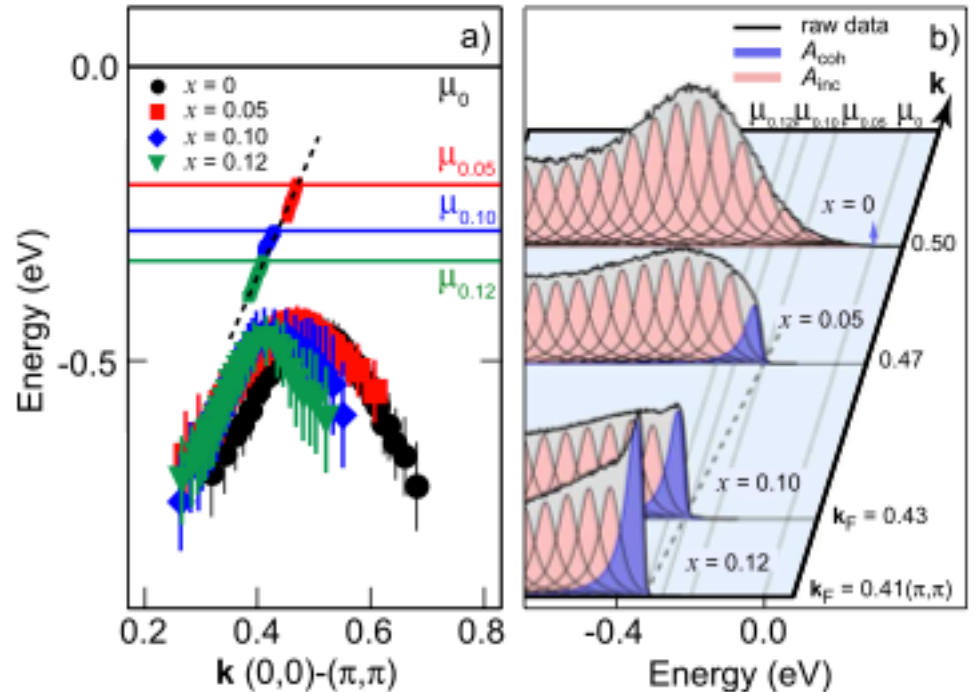 a)
0.0
μ0
x = 0
x = 0.05
x = 0.10
x = 0.12
μ0.05
μ0.10
μ0.12
-0.5
Energy (eV)
0.2 0.4 0.6 0.8
k (0,0)-(π,π)
b)
raw data
Acoh
Ainc
k
μ0.12 μ0.10 μ0.05 μ0
x = 0
0.50
x = 0.05
0.47
x = 0.10
kF = 0.43
x = 0.12
kF = 0.41(π,π)
-0.4 0.0
Energy (eV)